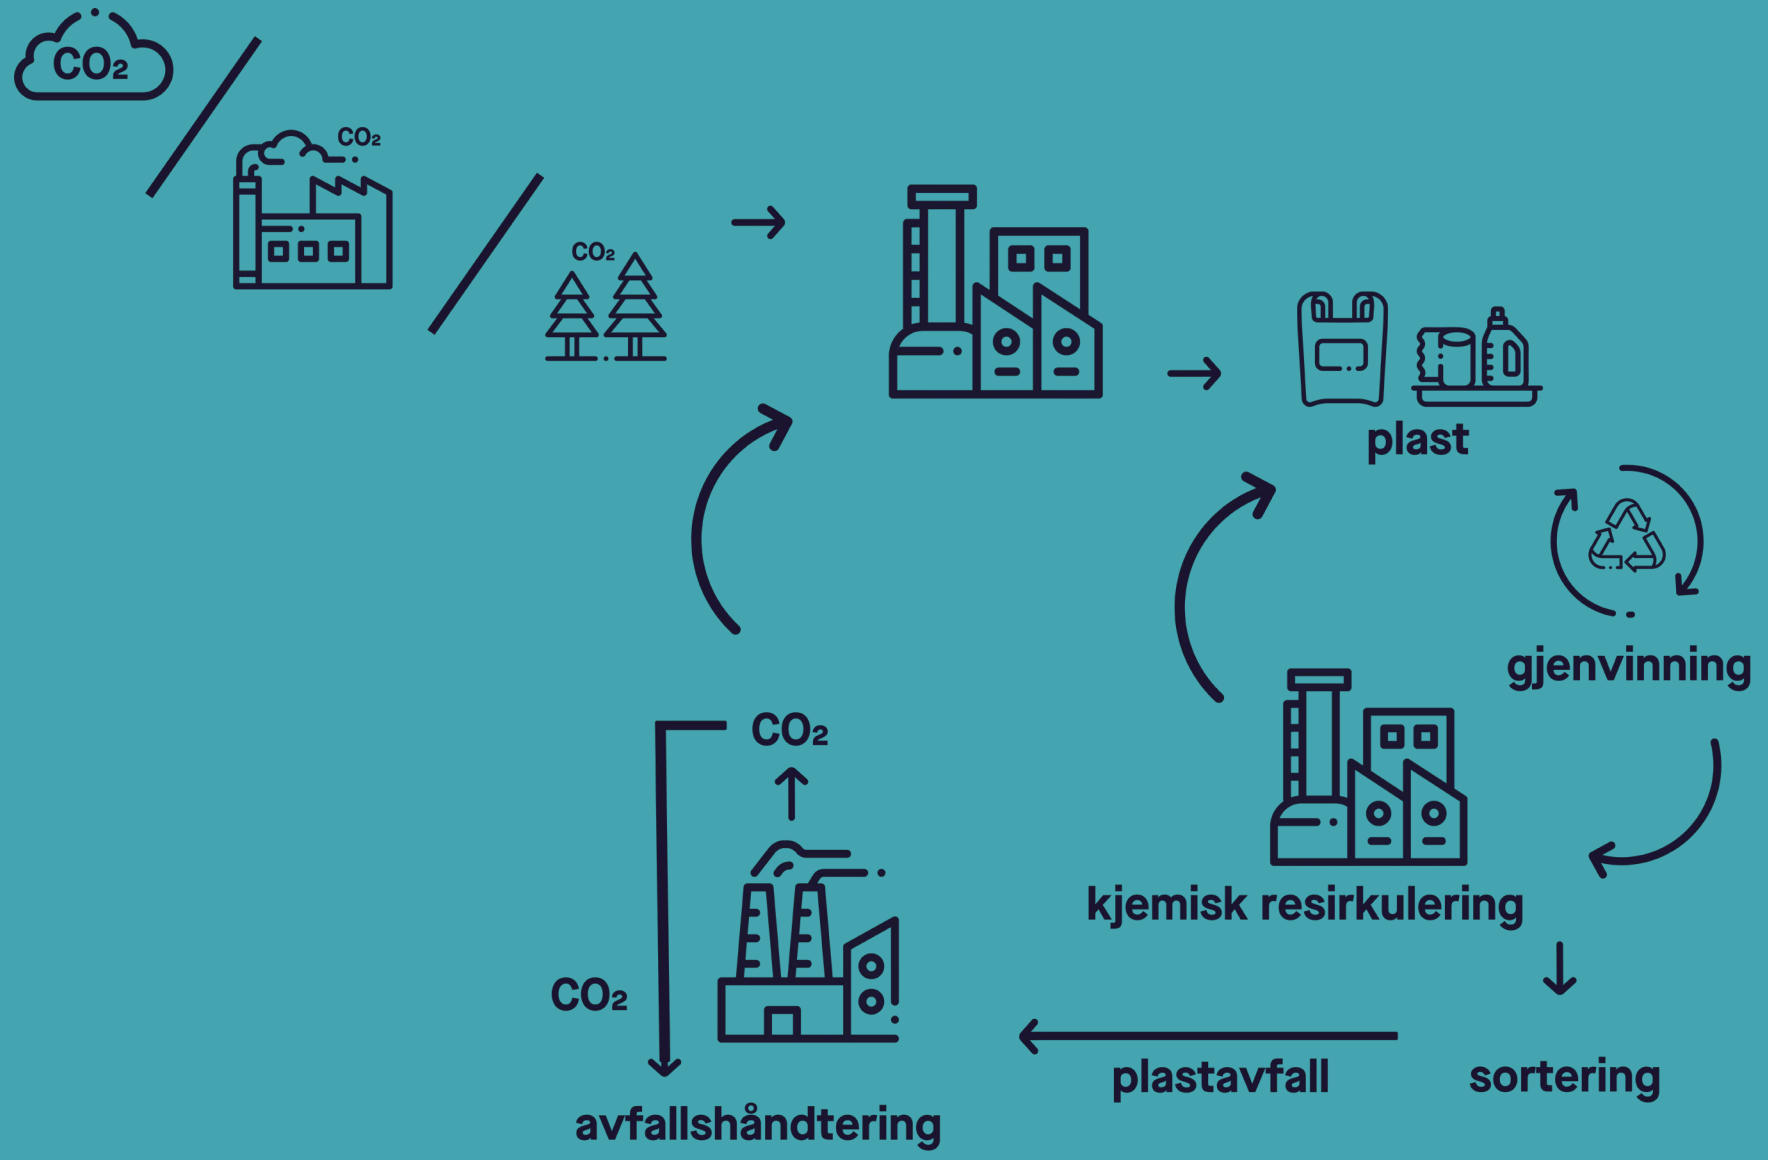 CO₂
CO₂
CO₂
plast
gjenvinning
CO₂
kjemisk resirkulering
CO₂
plastavfall
sortering
avfallshåndtering